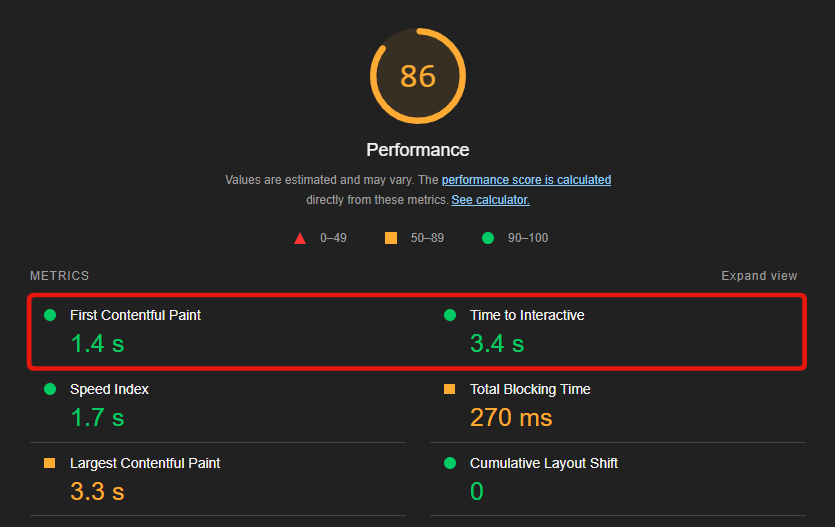 86
Performance
Values are estimated and may vary. The performance score is calculated
directly from these metrics. See calculator.
0–49 50–89 90–100
METRICS Expand view
First Contentful Paint Time to Interactive
1.4 s 3.4 s
Speed Index Total Blocking Time
1.7 s 270 ms
Largest Contentful Paint Cumulative Layout Shift
3.3 s 0